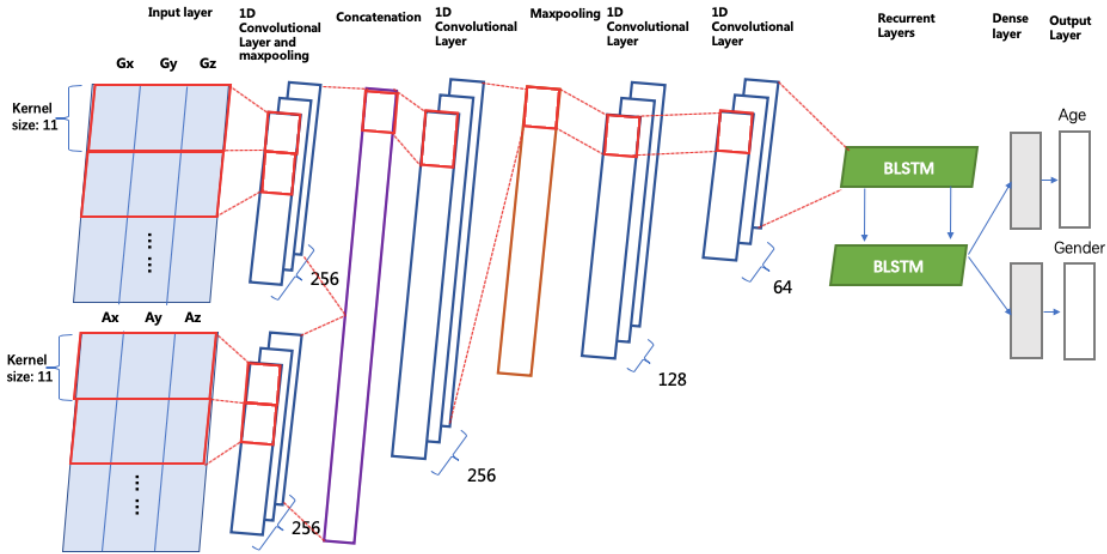 Input layer
1D
Convolutional
Layer and
maxpooling
Concatenation
1D
Convolutional
Layer
Maxpooling
1D
Convolutional
Layer
1D
Convolutional
Layer
Recurrent
Layers
Dense
layer
Output
Layer
Gx Gy Gz
Kernel
size: 11
256
Ax Ay Az
Kernel
size: 11
256
256
128
64
BLSTM
BLSTM
Age
Gender